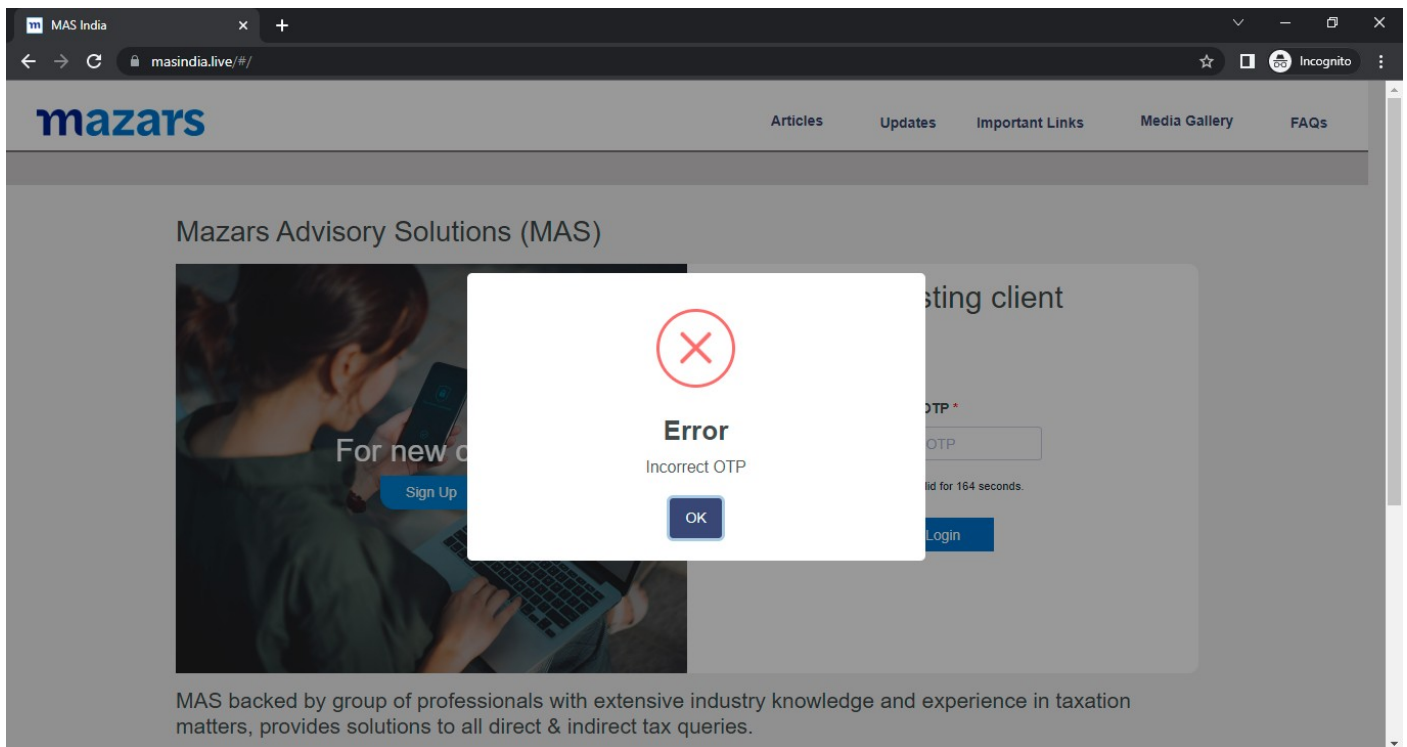 m MAS India
masindia.live/#/
Incognito
mazars
Articles Updates Important Links Media Gallery FAQs
Mazars Advisory Solutions (MAS)
sting client
OTP *
For new c
Error
OTP
Incorrect OTP
Sign Up
lid for 164 seconds.
OK
Login
MAS backed by group of professionals with extensive industry knowledge and experience in taxation
matters, provides solutions to all direct & indirect tax queries.